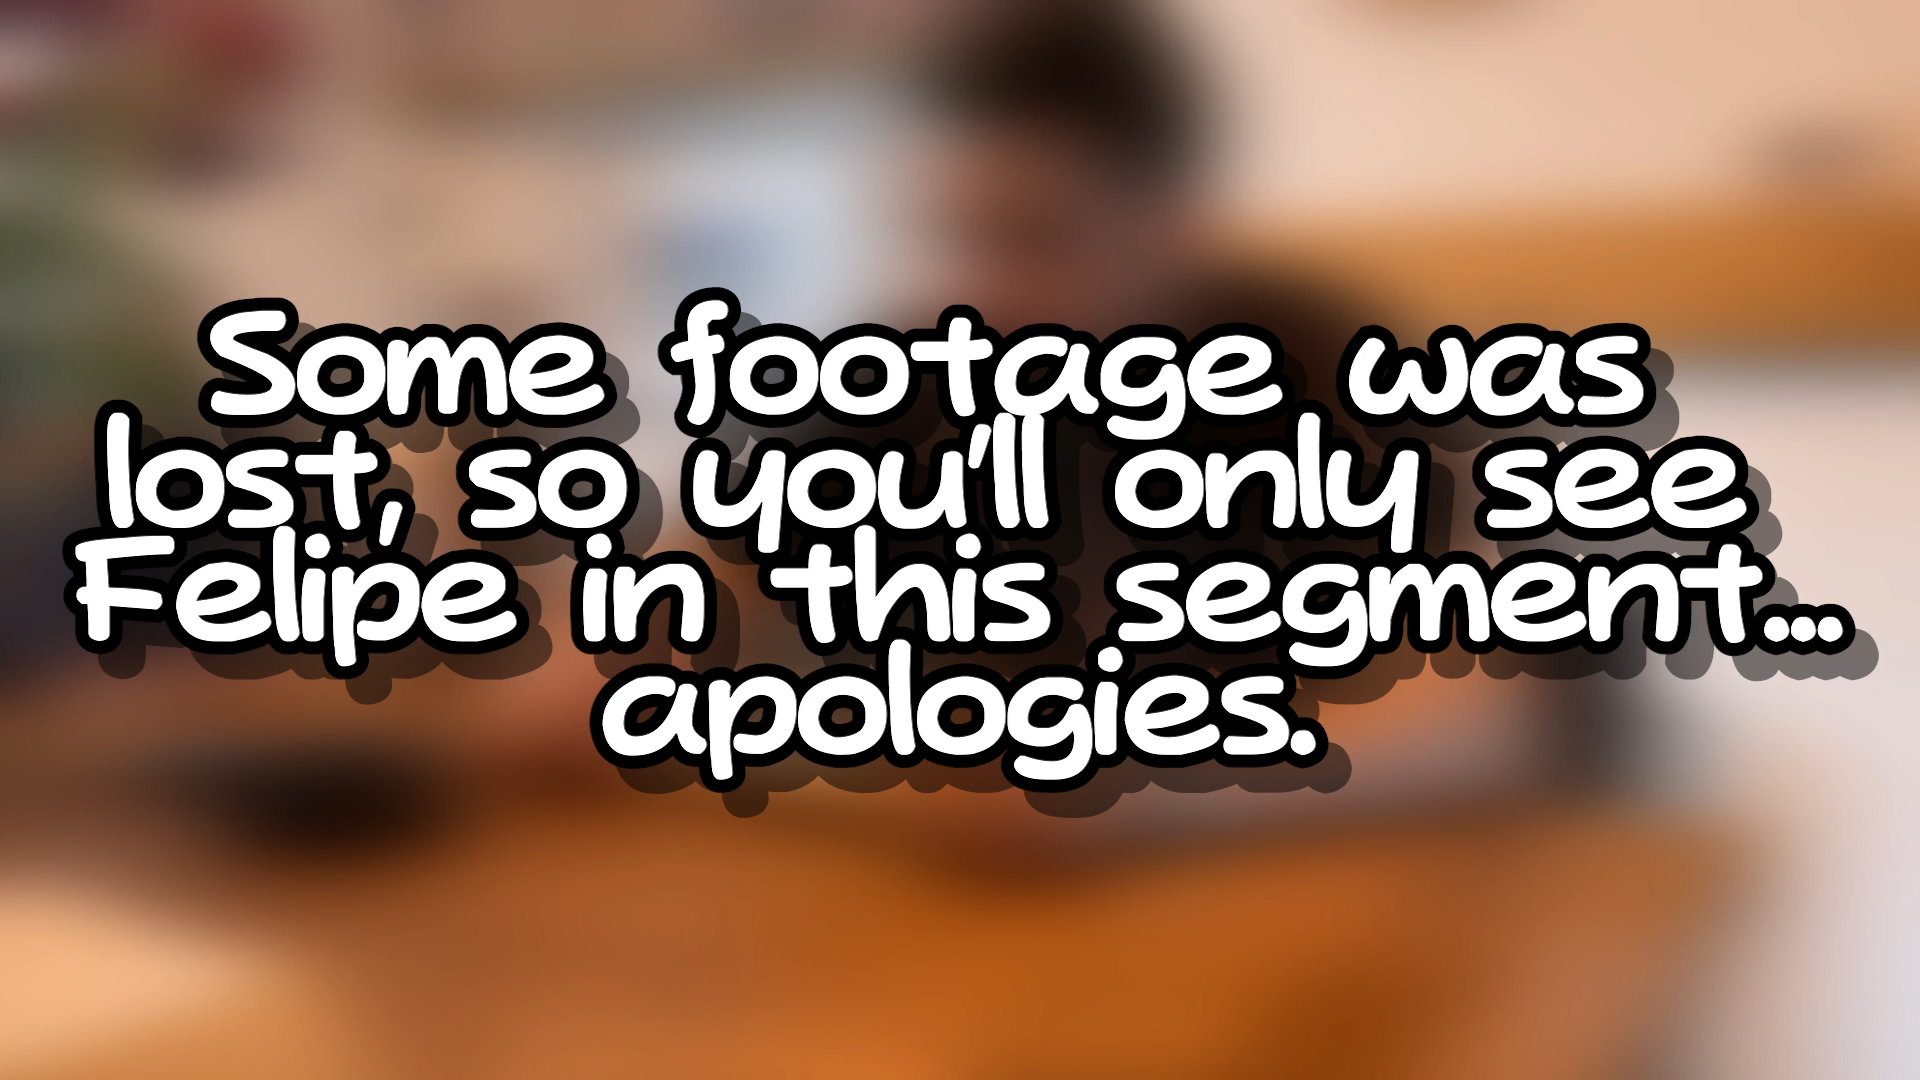 Some footage was
lost, so you'll only see
Felipe in this segment...
apologies.